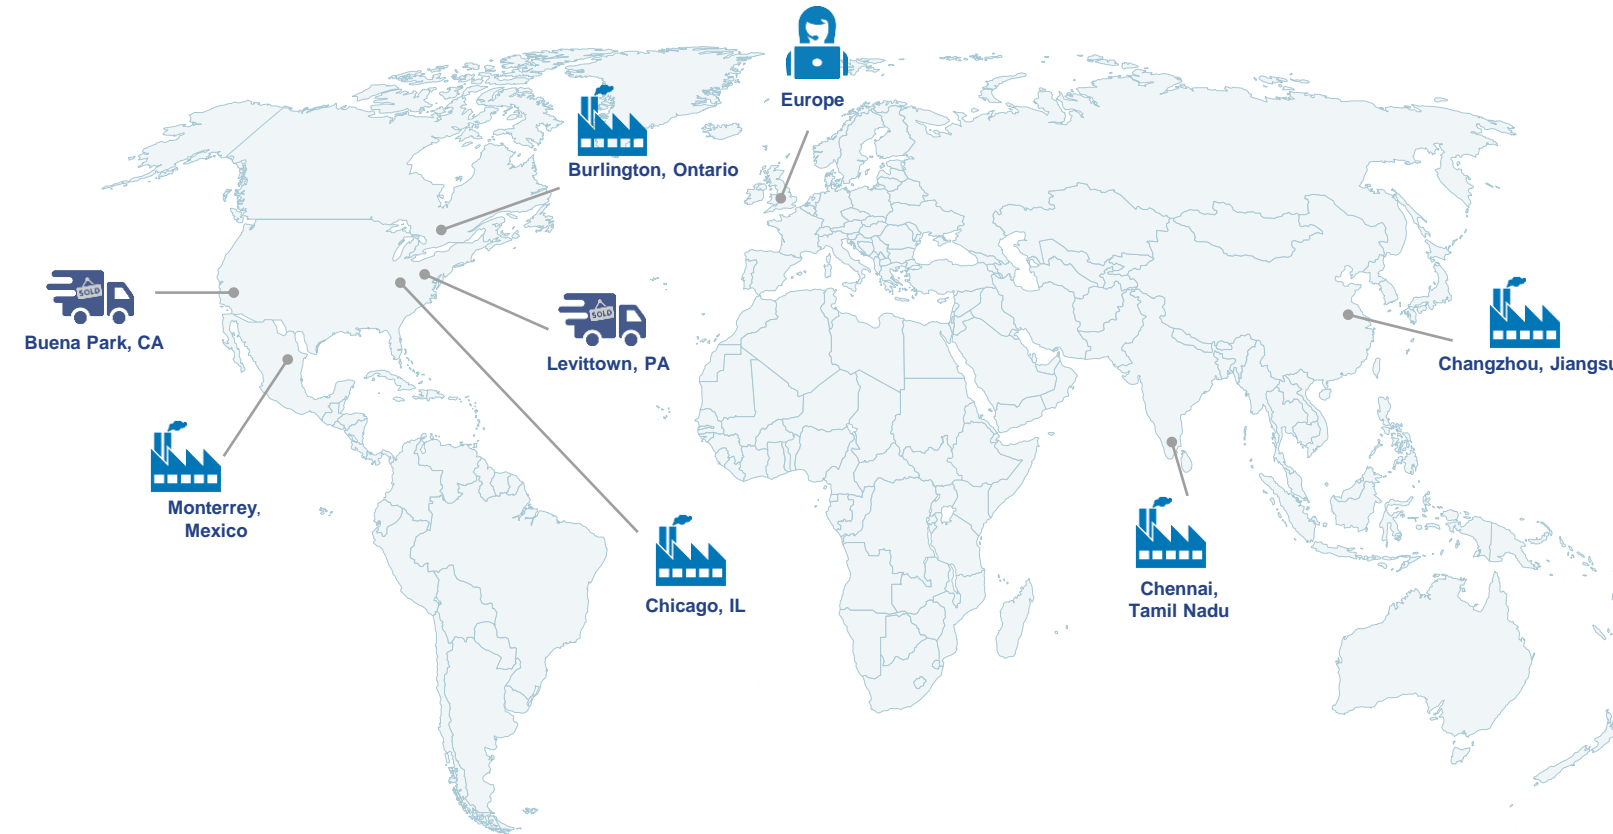 Europe
Burlington, Ontario
SOLD
Buena Park, CA
SOLD
Levittown, PA
Changzhou, Jiangsu
Monterrey,
Mexico
Chicago, IL
Chennai,
Tamil Nadu